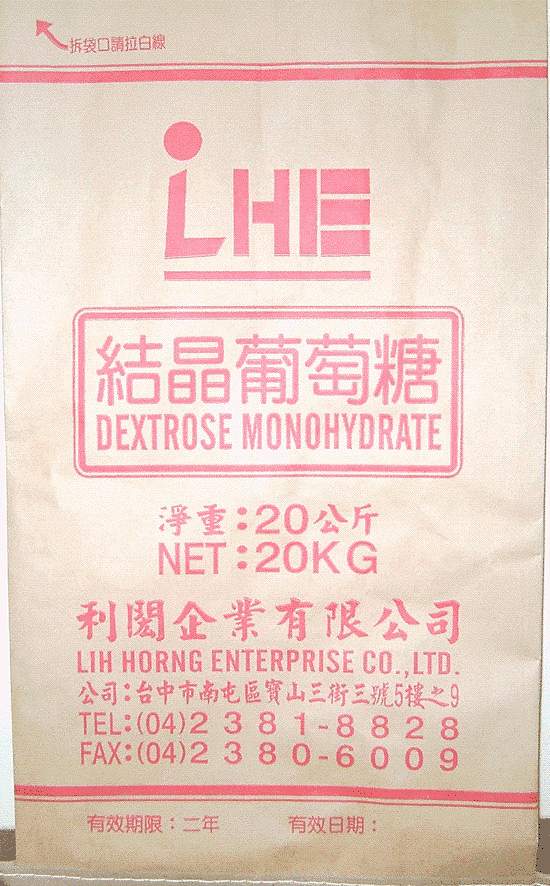 拆袋口請拉白線
LHE
結晶葡萄糖
DEXTROSE MONOHYDRATE
淨重：20公斤
NET：20KG
利閎企業有限公司
LIH HORNG ENTERPRISE CO.,LTD.
公司：台中市南屯區寶山三街三號5樓之9
TEL：(04)2381-8828
FAX：(04)2380-6009
有效期限：二年 有效日期：